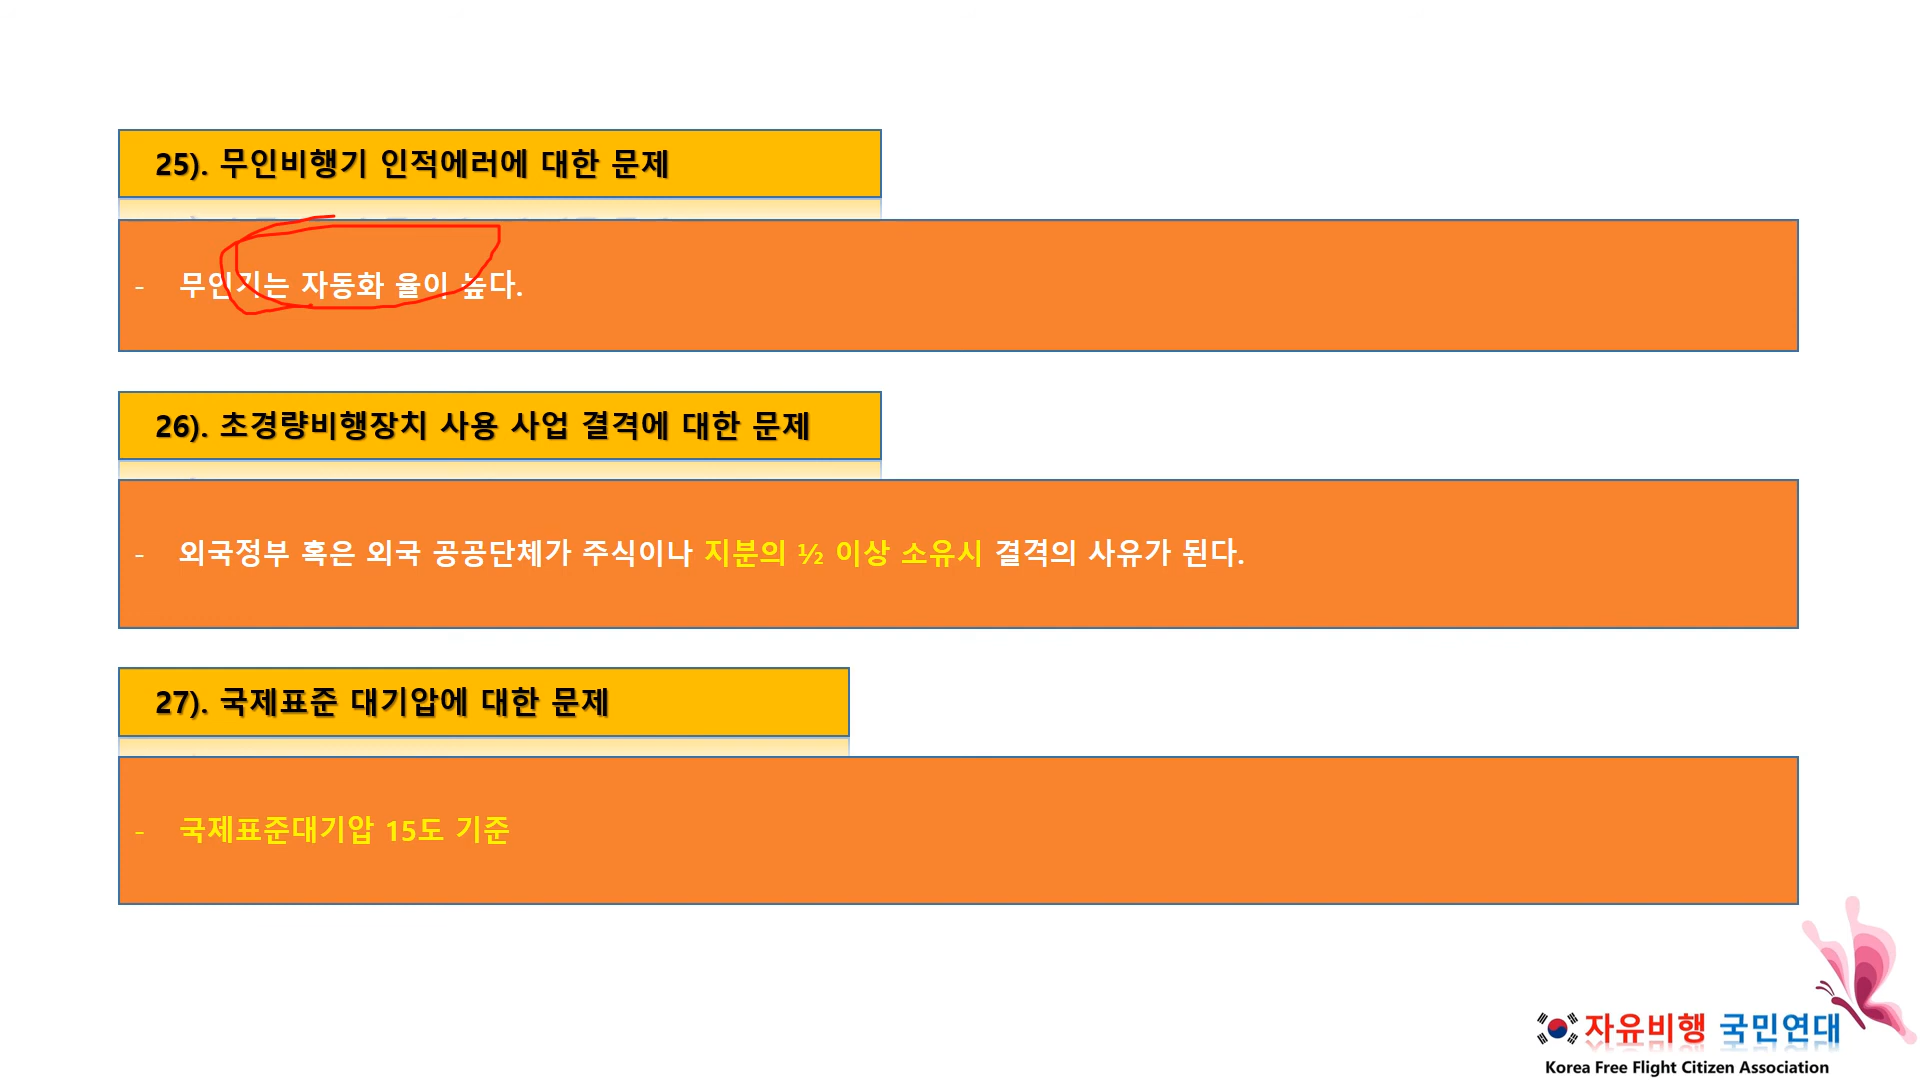 25). 무인비행기 인적에러에 대한 문제
- 무인기는 자동화 율이 높다.
26). 초경량비행장치 사용 사업 결격에 대한 문제
- 외국정부 혹은 외국 공공단체가 주식이나 지분의 ½ 이상 소유시 결격의 사유가 된다.
27). 국제표준 대기압에 대한 문제
- 국제표준대기압 15도 기준
자유비행 국민연대
Korea Free Flight Citizen Association